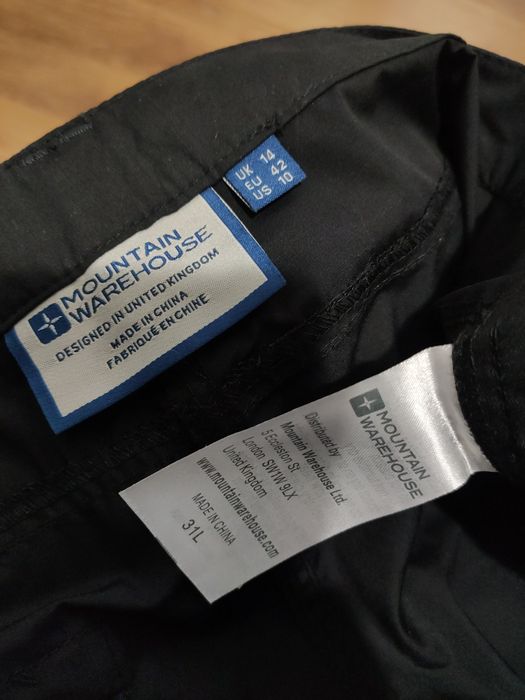 UK 14
EU 42
US 10
MOUNTAIN
WAREHOUSE
DESIGNED IN UNITED KINGDOM
MADE IN CHINA
FABRIQUÉ EN CHINE
MOUNTAIN
WAREHOUSE
Distributed by
Mountain Warehouse Ltd.
5 Eccleston St.
London SW1W 9LX
United Kingdom
www.mountainwarehouse.com
MADE IN CHINA
31L